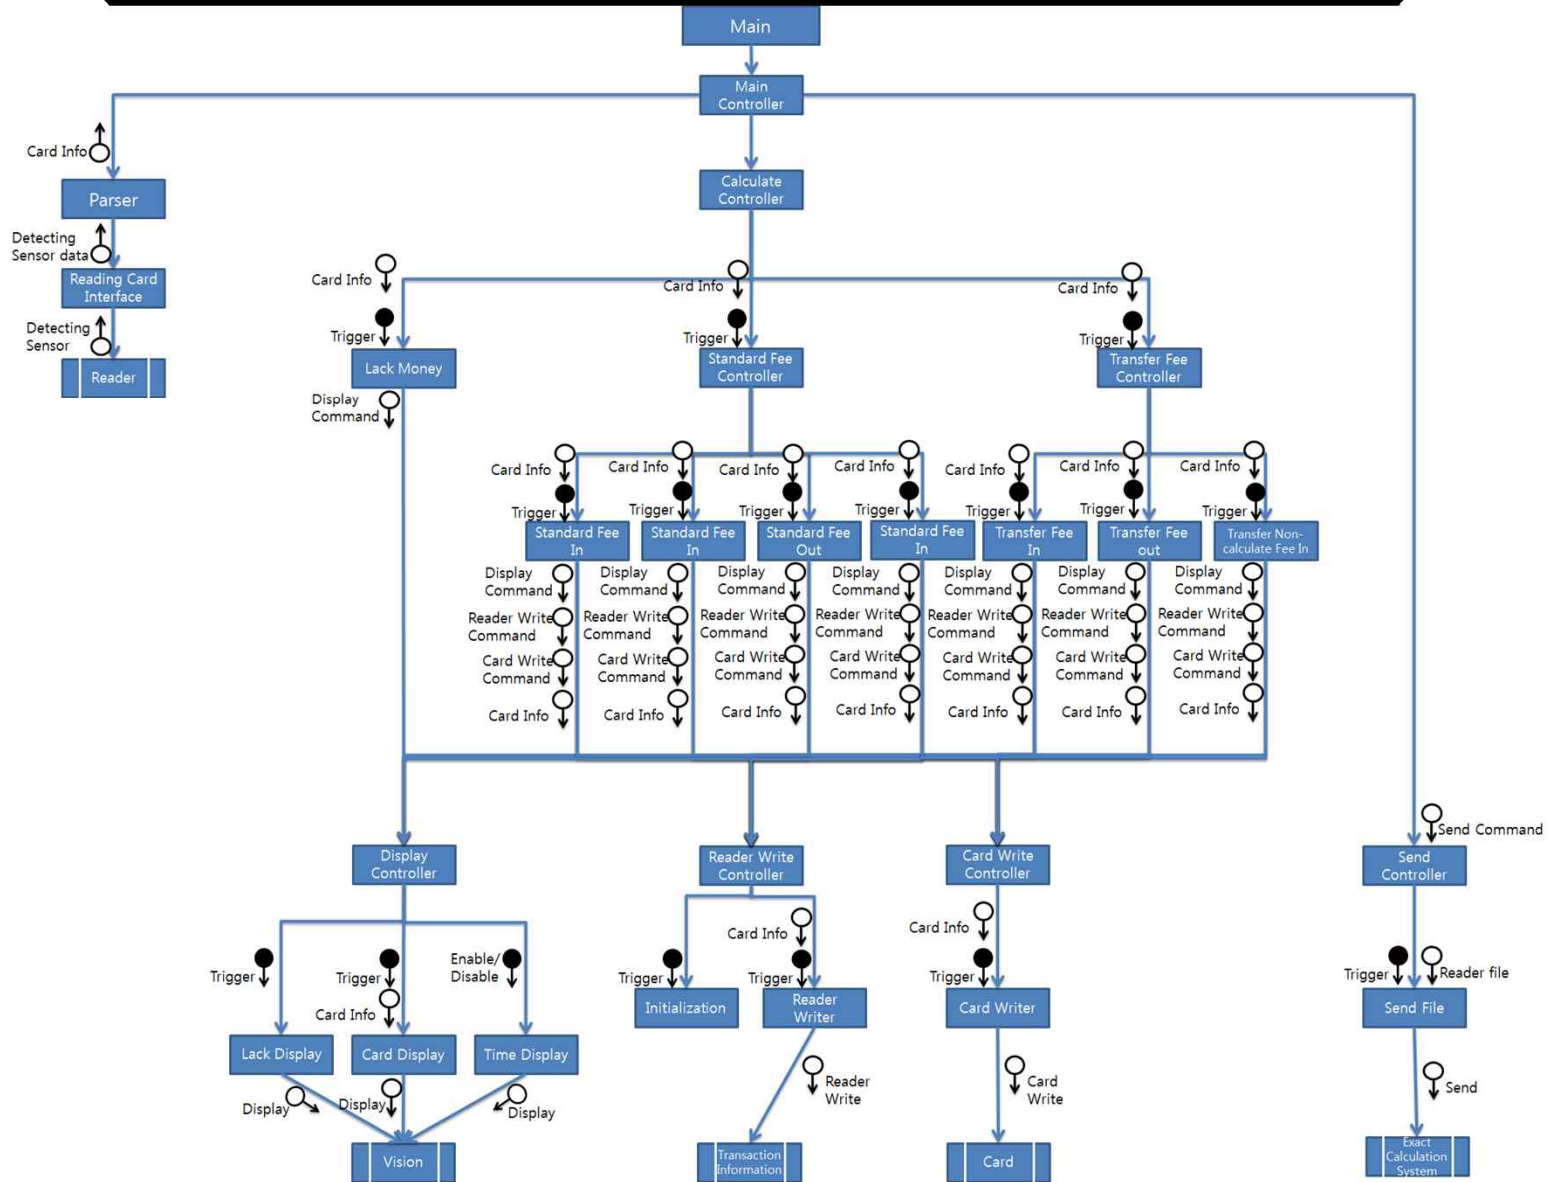 Main
Main
Controller
Card Info
Parser
Calculate
Controller
Detecting
Sensor data
Reading Card
Interface
Card Info
Card Info
Card Info
Detecting
Sensor
Trigger
Trigger
Trigger
Reader
Lack Money
Standard Fee
Controller
Transfer Fee
Controller
Display
Command
Card Info
Card Info
Card Info
Card Info
Card Info
Card Info
Card Info
Trigger
Trigger
Trigger
Trigger
Trigger
Trigger
Trigger
Standard Fee
In
Standard Fee
In
Standard Fee
Out
Standard Fee
In
Transfer Fee
In
Transfer Fee
out
Transfer Non-
calculate Fee In
Display
Command
Display
Command
Display
Command
Display
Command
Display
Command
Display
Command
Display
Command
Reader Write
Command
Reader Write
Command
Reader Write
Command
Reader Write
Command
Reader Write
Command
Reader Write
Command
Reader Write
Command
Card Write
Command
Card Write
Command
Card Write
Command
Card Write
Command
Card Write
Command
Card Write
Command
Card Write
Command
Card Info
Card Info
Card Info
Card Info
Card Info
Card Info
Card Info
Send Command
Display
Controller
Reader Write
Controller
Card Write
Controller
Send
Controller
Card Info
Card Info
Trigger
Trigger
Enable/
Disable
Trigger
Trigger
Trigger
Trigger
Reader file
Card Info
Initialization
Reader
Writer
Card Writer
Send File
Lack Display
Card Display
Time Display
Display
Display
Display
Reader
Write
Card
Write
Send
Vision
Transaction
Information
Card
Exact
Calculation
System